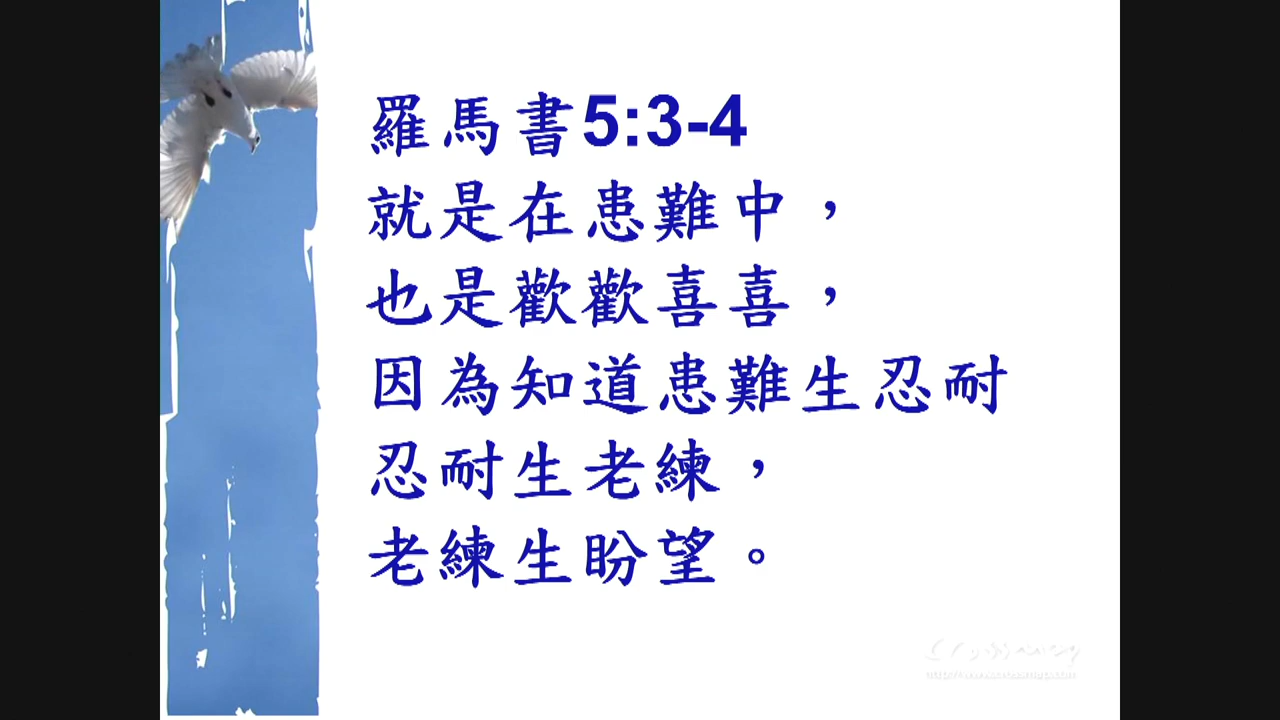 羅馬書5:3-4
就是在患難中，
也是歡歡喜喜，
因為知道患難生忍耐
忍耐生老練，
老練生盼望。